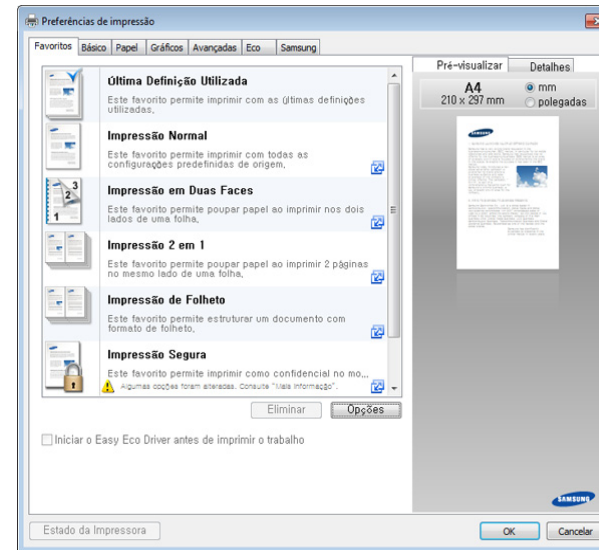 Preferências de impressão
Favoritos Básico Papel Gráficos Avançadas Eco Samsung
Última Definição Utilizada
Este favorito permite imprimir com as últimas definições
utilizadas.
Impressão Normal
Este favorito permite imprimir com todas as
configurações predefinidas de origem.
Impressão em Duas Faces
Este favorito permite poupar papel ao imprimir nos dois
lados de uma folha.
Impressão 2 em 1
Este favorito permite poupar papel ao imprimir 2 páginas
no mesmo lado de uma folha.
Impressão de Folheto
Este favorito permite estruturar um documento com
formato de folheto.
Impressão Segura
Este favorito permite imprimir como confidencial no mo...
Algumas opções foram alteradas. Consulte "Mais Informação".
Eliminar Opções
Iniciar o Easy Eco Driver antes de imprimir o trabalho
Pré-visualizar Detalhes
A4
210 x 297 mm
mm
polegadas
SAMSUNG
Estado da Impressora OK Cancelar